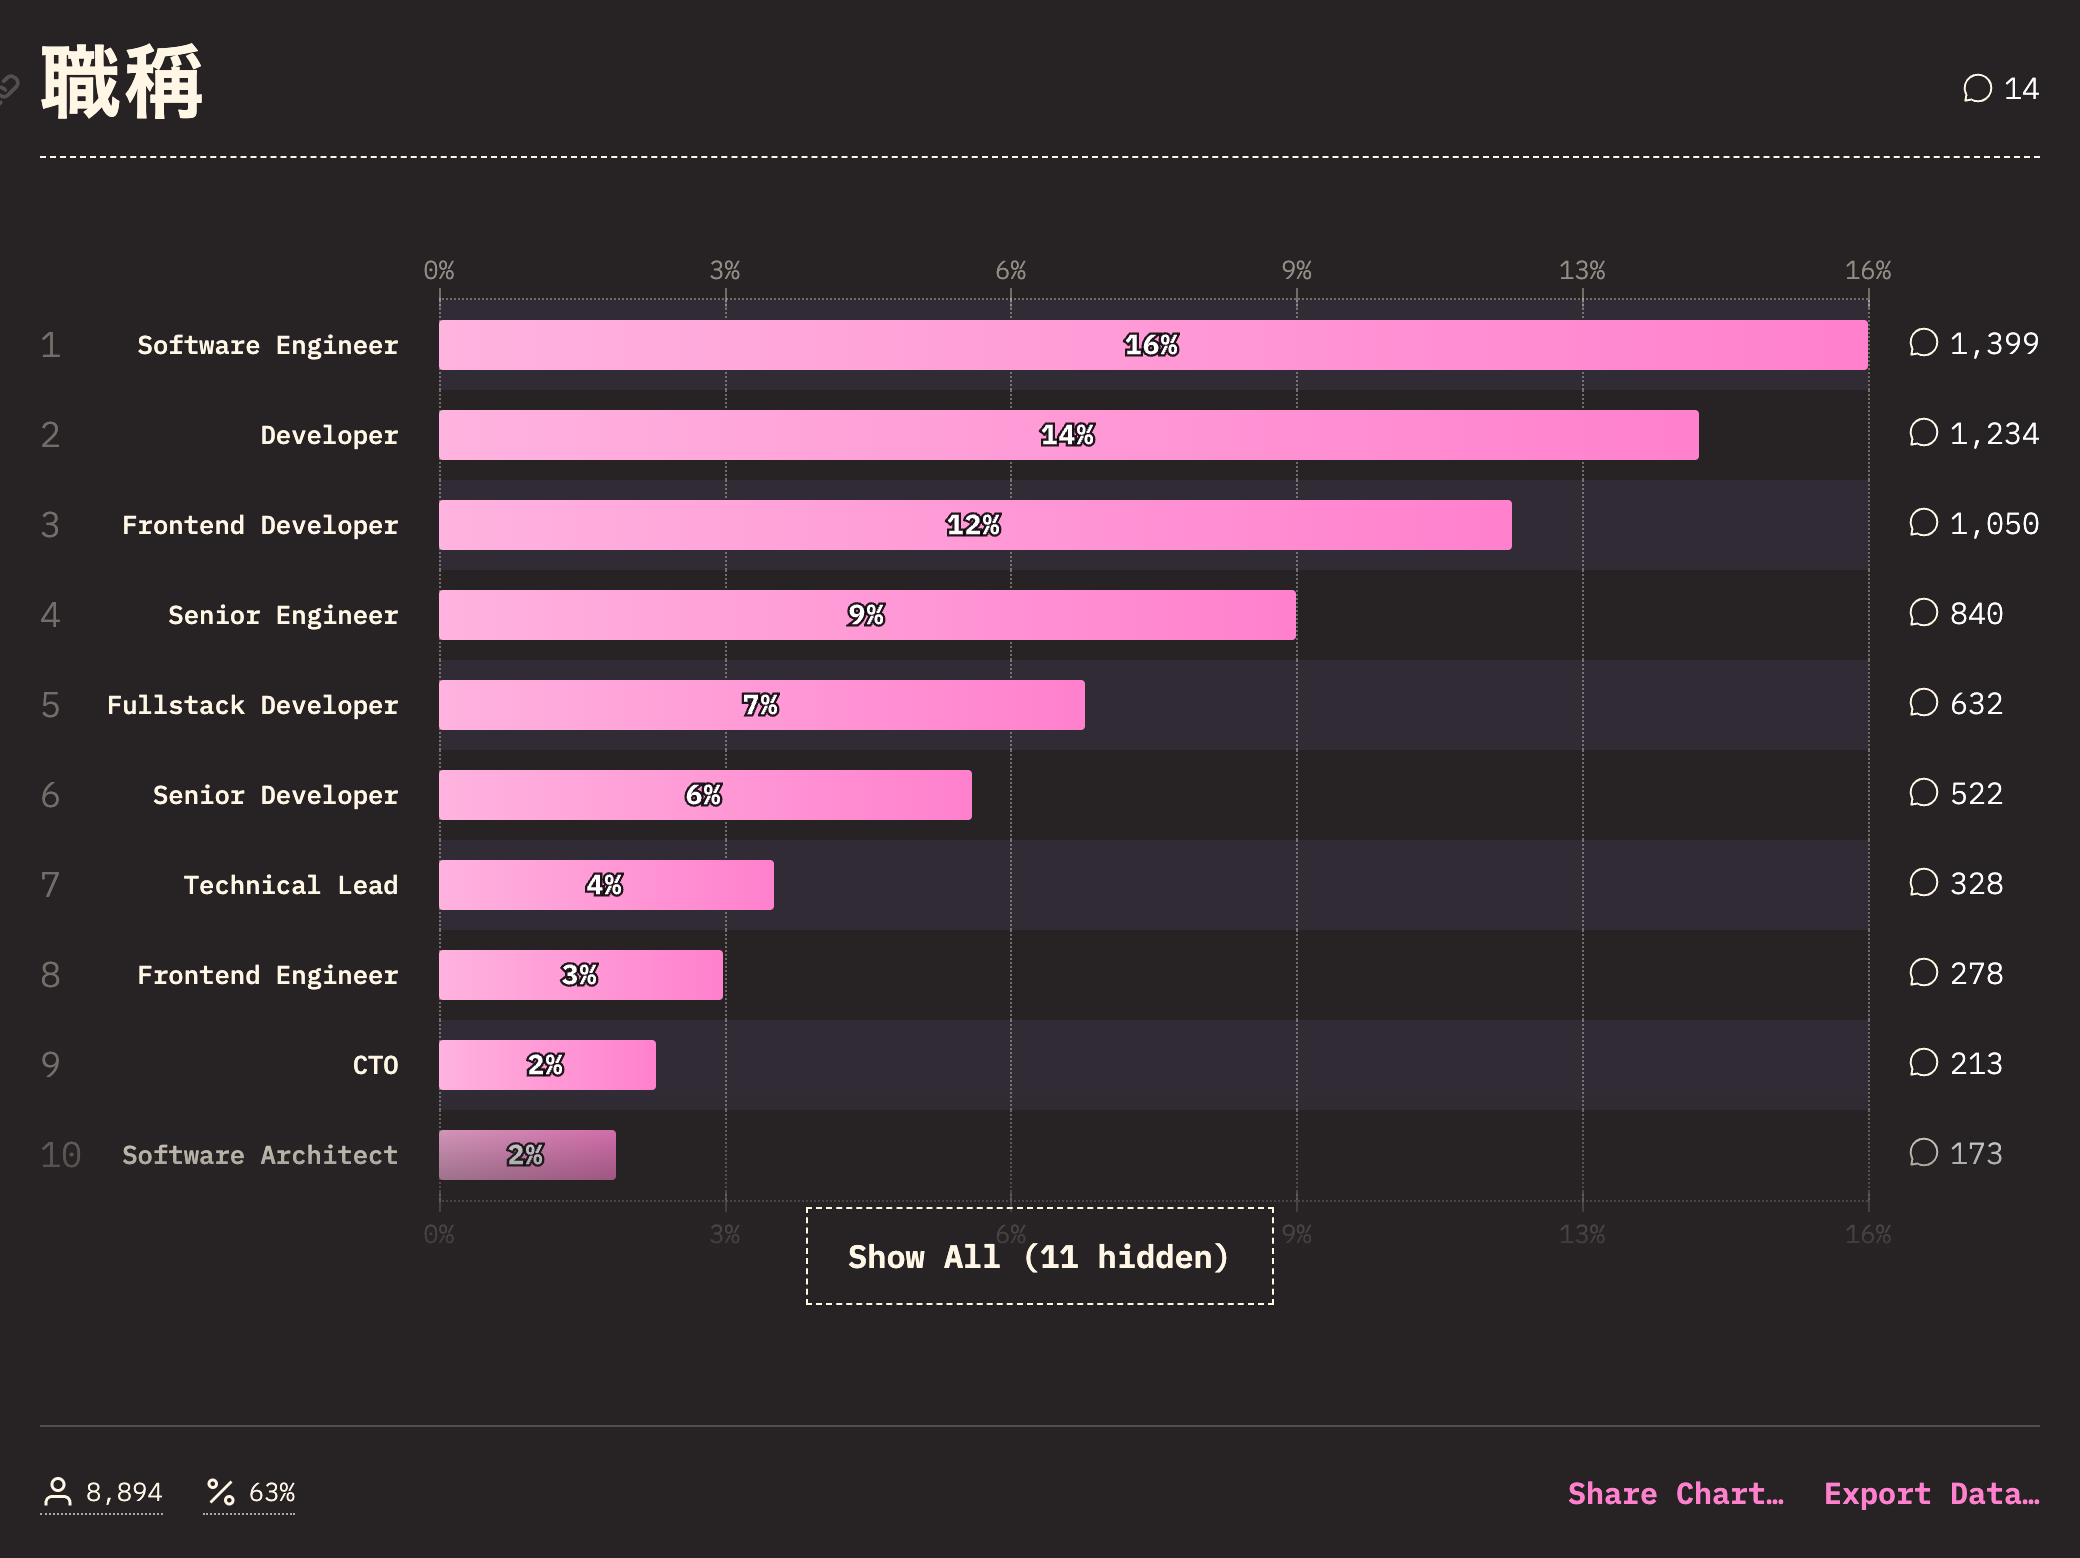 職稱
14
0% 3% 6% 9% 13% 16%
1 Software Engineer 16% 1,399
2 Developer 14% 1,234
3 Frontend Developer 12% 1,050
4 Senior Engineer 9% 840
5 Fullstack Developer 7% 632
6 Senior Developer 6% 522
7 Technical Lead 4% 328
8 Frontend Engineer 3% 278
9 CTO 2% 213
10 Software Architect 2% 173
0% 3% 6% 9% 13% 16%
Show All (11 hidden)
8,894 % 63% Share Chart… Export Data…